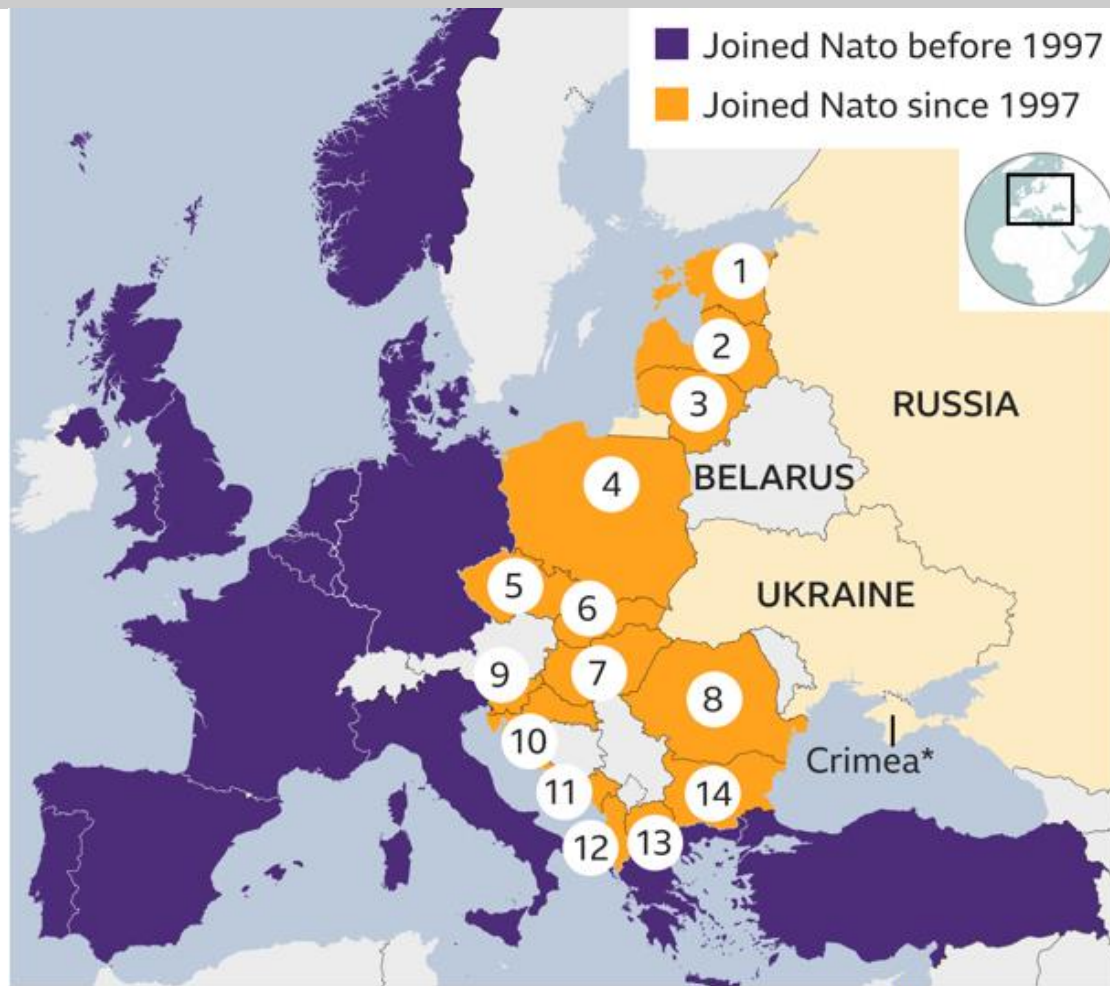 Joined Nato before 1997
Joined Nato since 1997
1
2
3
RUSSIA
4
BELARUS
5
6
UKRAINE
7
9
8
10
Crimea*
11
14
12
13